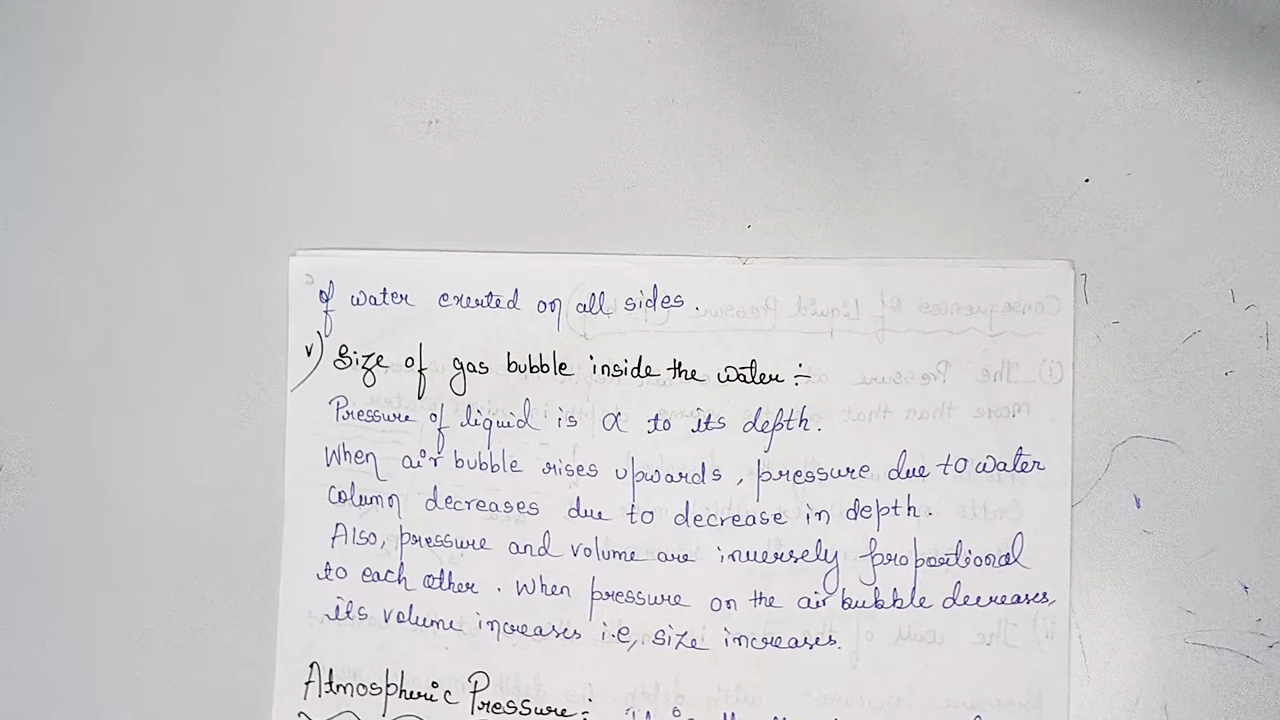 of water exerted on all sides.
v) Size of gas bubble inside the water :-
Pressure of liquid is α to its depth.
When air bubble rises upwards, pressure due to water
column decreases due to decrease in depth.
Also, pressure and volume are inversely proportional
to each other. When pressure on the air bubble decreases,
its volume increases i.e, size increases.
Atmospheric Pressure :